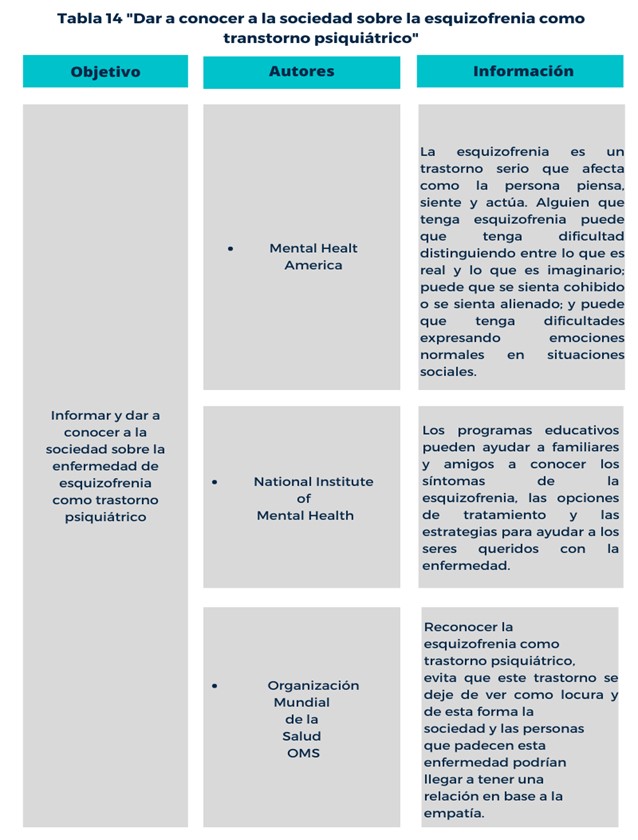 Tabla 14 "Dar a conocer a la sociedad sobre la esquizofrenia como
transtorno psiquiátrico"
Objetivo
Autores
Información
Informar y dar a
conocer a la
sociedad sobre la
enfermedad de
esquizofrenia
como trastorno
psiquiátrico
• Mental Healt
America
La esquizofrenia es un
trastorno serio que afecta
como la persona piensa,
siente y actúa. Alguien que
tenga esquizofrenia puede
que tenga dificultad
distinguiendo entre lo que es
real y lo que es imaginario;
puede que se sienta cohibido
o se sienta alienado; y puede
que tenga dificultades
expresando emociones
normales en situaciones
sociales.
• National Institute
of
Mental Health
Los programas educativos
pueden ayudar a familiares
y amigos a conocer los
síntomas de la
esquizofrenia, las opciones
de tratamiento y las
estrategias para ayudar a los
seres queridos con la
enfermedad.
• Organización
Mundial
de la
Salud
OMS
Reconocer la
esquizofrenia como
trastorno psiquiátrico,
evita que este trastorno se
deje de ver como locura y
de esta forma la
sociedad y las personas
que padecen esta
enfermedad podrían
llegar a tener una
relación en base a la
empatía.